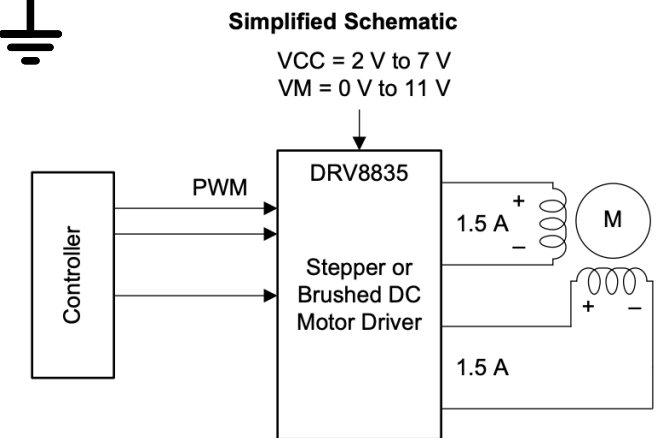 Simplified Schematic
VCC = 2 V to 7 V
VM = 0 V to 11 V
DRV8835
PWM
Controller
Stepper or
Brushed DC
Motor Driver
1.5 A
+
–
M
+
–
1.5 A